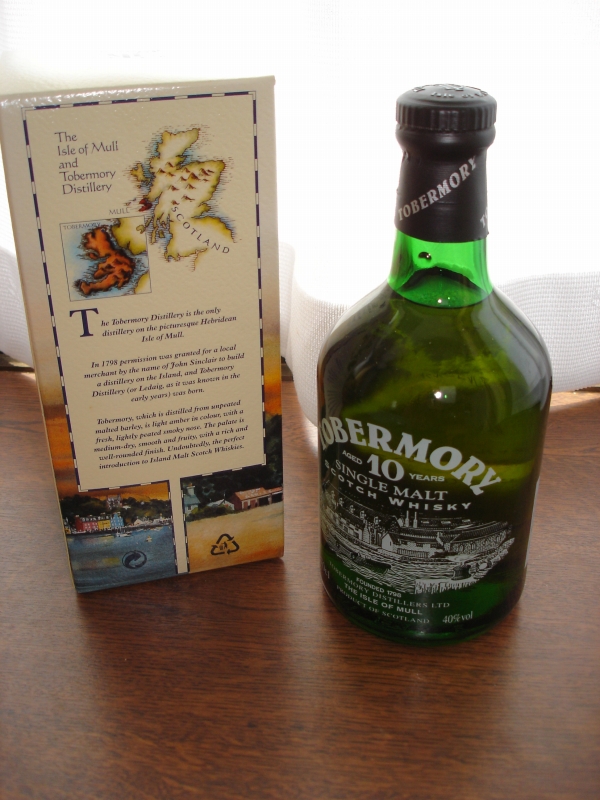 The
Isle of Mull
and
Tobermory
Distillery
MULL
SCOTLAND
TOBERMORY
The Tobermory Distillery is the only
distillery on the picturesque Hebridean
Isle of Mull.
In 1798 permission was granted for a local
merchant by the name of John Sinclair to build
a distillery on the Island, and Tobermory
Distillery (or Ledaig, as it was known in the
early years) was born.
Tobermory, which is distilled from unpeated
malted barley, is light amber in colour, with a
fresh, lightly peated smoky nose. The palate is
medium-dry, smooth and fruity, with a rich and
well-rounded finish. Undoubtedly, the perfect
introduction to Island Malt Scotch Whiskies.
TOBERMORY
TOBERMORY
AGED 10 YEARS
SINGLE MALT
SCOTCH WHISKY
FOUNDED 1798
TOBERMORY DISTILLERS LTD
THE ISLE OF MULL
PRODUCT OF SCOTLAND 40%vol